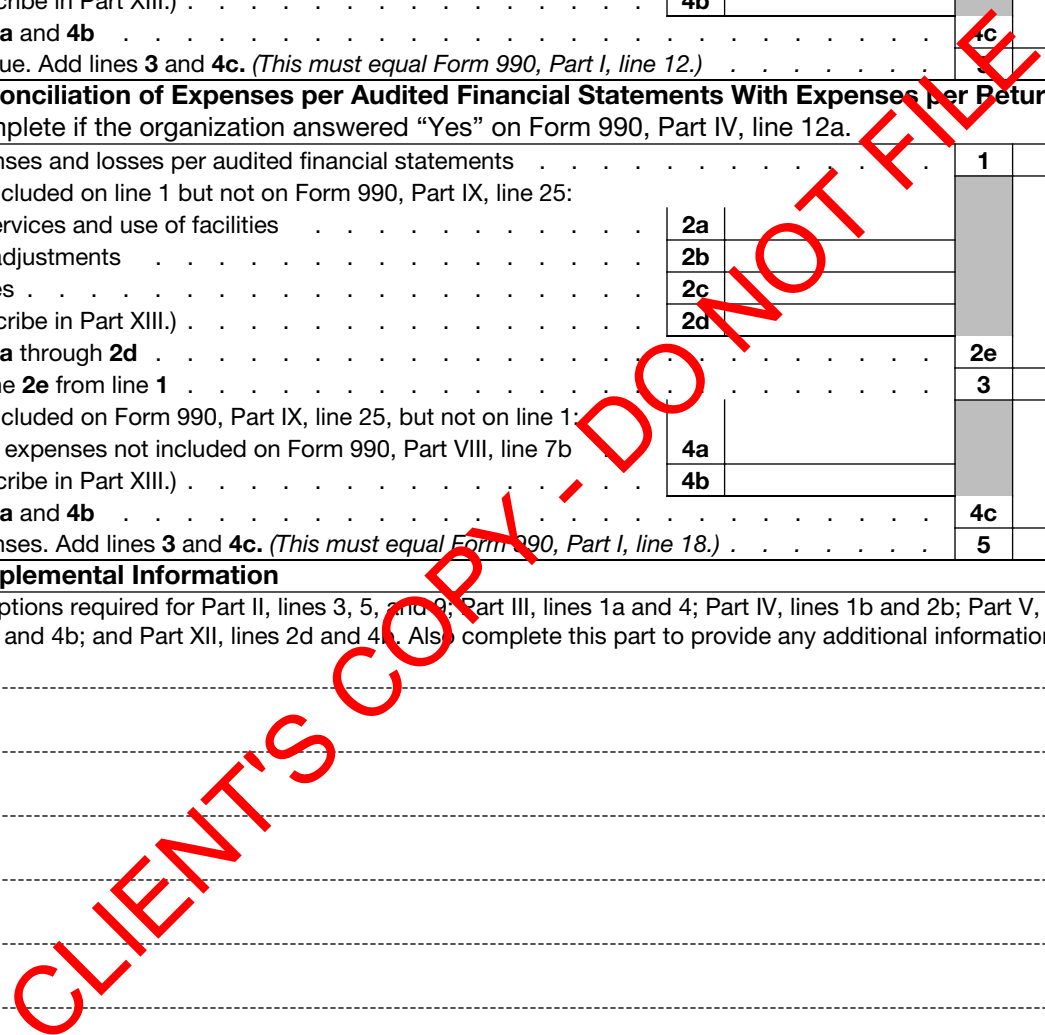 cribe in Part XIII.) . . . . . . . . . . . . . . . 4b
a and 4b . . . . . . . . . . . . . . . . . . . . . . . . . . 4c
ue. Add lines 3 and 4c. (This must equal Form 990, Part I, line 12.) . . . . . . . 5
onciliation of Expenses per Audited Financial Statements With Expenses per Retur
mplete if the organization answered “Yes” on Form 990, Part IV, line 12a.
nses and losses per audited financial statements . . . . . . . . . . . . . 1
cluded on line 1 but not on Form 990, Part IX, line 25:
ervices and use of facilities . . . . . . . . . . . 2a
adjustments . . . . . . . . . . . . . . . . 2b
es . . . . . . . . . . . . . . . . . . . . 2c
cribe in Part XIII.) . . . . . . . . . . . . . . . 2d
a through 2d . . . . . . . . . . . . . . . . . . . . . . . . . 2e
ne 2e from line 1 . . . . . . . . . . . . . . . . . . . . . . . . 3
cluded on Form 990, Part IX, line 25, but not on line 1:
expenses not included on Form 990, Part VIII, line 7b . . 4a
cribe in Part XIII.) . . . . . . . . . . . . . . . 4b
a and 4b . . . . . . . . . . . . . . . . . . . . . . . . . . 4c
nses. Add lines 3 and 4c. (This must equal Form 990, Part I, line 18.) . . . . . . . 5
plemental Information
ptions required for Part II, lines 3, 5, and 9; Part III, lines 1a and 4; Part IV, lines 1b and 2b; Part V,
and 4b; and Part XII, lines 2d and 4b. Also complete this part to provide any additional information
CLIENT'S COPY - DO NOT FILE